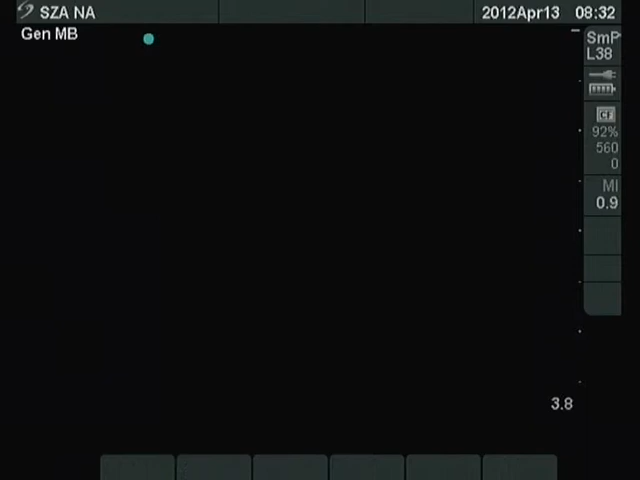 SZA NA 2012Apr13 08:32
Gen MB
SmP
L38
CF
92%
560
0
MI
0.9
3.8